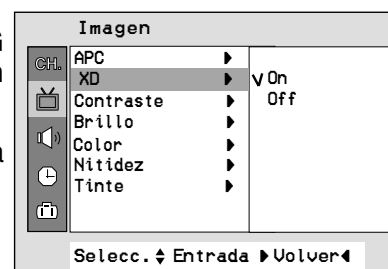 Imagen
CH.
APC
XD
On
Contraste
Off
Brillo
Color
Nitidez
Tinte
Selecc. Entrada Volver